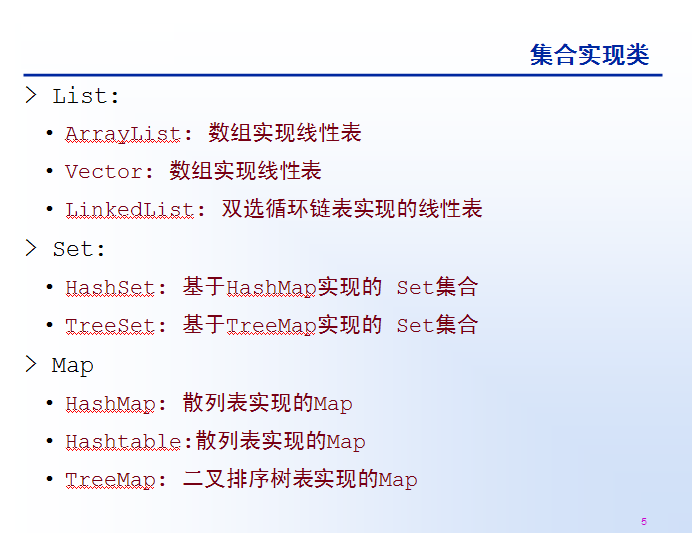 集合实现类
> List:
• ArrayList: 数组实现线性表
• Vector: 数组实现线性表
• LinkedList: 双选循环链表实现的线性表
> Set:
• HashSet: 基于HashMap实现的 Set集合
• TreeSet: 基于TreeMap实现的 Set集合
> Map
• HashMap: 散列表实现的Map
• Hashtable:散列表实现的Map
• TreeMap: 二叉排序树表实现的Map
5